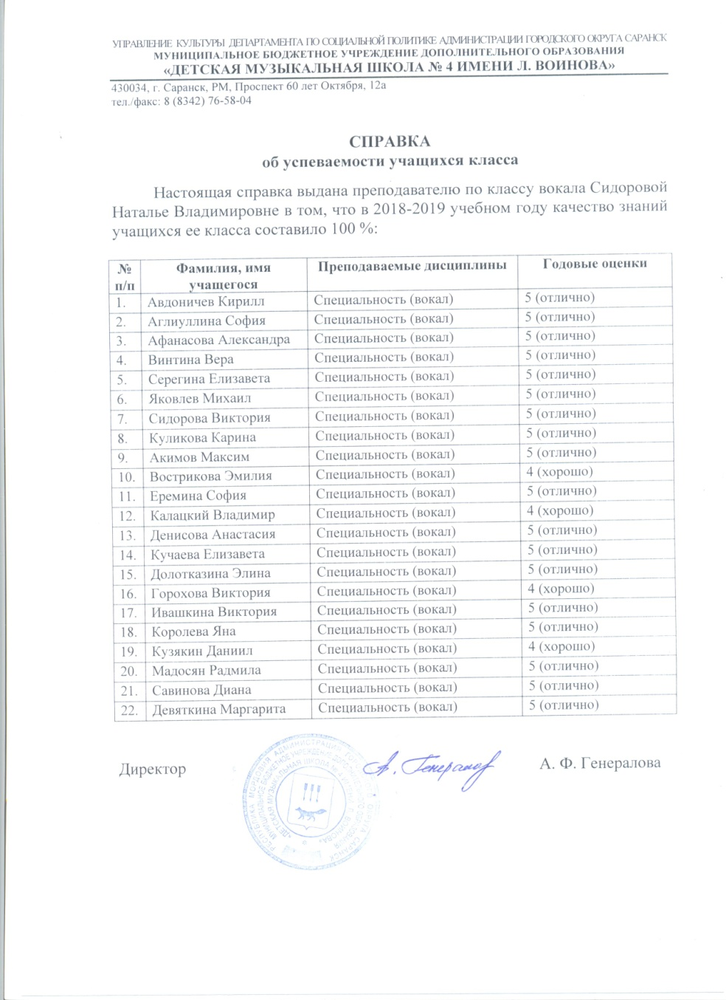 УПРАВЛЕНИЕ КУЛЬТУРЫ ДЕПАРТАМЕНТА ПО СОЦИАЛЬНОЙ ПОЛИТИКЕ АДМИНИСТРАЦИИ ГОРОДСКОГО ОКРУГА САРАНСК
МУНИЦИПАЛЬНОЕ БЮДЖЕТНОЕ УЧРЕЖДЕНИЕ ДОПОЛНИТЕЛЬНОГО ОБРАЗОВАНИЯ
«ДЕТСКАЯ МУЗЫКАЛЬНАЯ ШКОЛА № 4 ИМЕНИ Л. ВОИНОВА»
430034, г. Саранск, РМ, Проспект 60 лет Октября, 12а
тел./факс: 8 (8342) 76-58-04
СПРАВКА
об успеваемости учащихся класса
Настоящая справка выдана преподавателю по классу вокала Сидоровой
Наталье Владимировне в том, что в 2018-2019 учебном году качество знаний
учащихся ее класса составило 100 %:
№ п/п Фамилия, имя учащегося Преподаваемые дисциплины Годовые оценки
1. Авдоничев Кирилл Специальность (вокал) 5 (отлично)
2. Аглиуллина София Специальность (вокал) 5 (отлично)
3. Афанасова Александра Специальность (вокал) 5 (отлично)
4. Винтина Вера Специальность (вокал) 5 (отлично)
5. Серегина Елизавета Специальность (вокал) 5 (отлично)
6. Яковлев Михаил Специальность (вокал) 5 (отлично)
7. Сидорова Виктория Специальность (вокал) 5 (отлично)
8. Куликова Карина Специальность (вокал) 5 (отлично)
9. Акимов Максим Специальность (вокал) 5 (отлично)
10. Вострикова Эмилия Специальность (вокал) 4 (хорошо)
11. Еремина София Специальность (вокал) 5 (отлично)
12. Калацкий Владимир Специальность (вокал) 4 (хорошо)
13. Денисова Анастасия Специальность (вокал) 5 (отлично)
14. Кучаева Елизавета Специальность (вокал) 5 (отлично)
15. Долотказина Элина Специальность (вокал) 5 (отлично)
16. Горохова Виктория Специальность (вокал) 4 (хорошо)
17. Ивашкина Виктория Специальность (вокал) 5 (отлично)
18. Королева Яна Специальность (вокал) 5 (отлично)
19. Кузякин Даниил Специальность (вокал) 4 (хорошо)
20. Мадосян Радмила Специальность (вокал) 5 (отлично)
21. Савинова Диана Специальность (вокал) 5 (отлично)
22. Девяткина Маргарита Специальность (вокал) 5 (отлично)
Директор А. Ф. Генералова